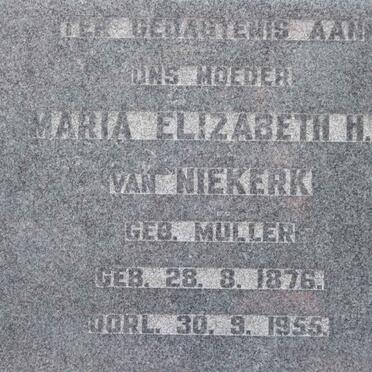 TER GEDAGTENIS AAN
ONS MOEDER
MARIA ELIZABETH H.
VAN NIEKERK
GEB. MULLER
GEB. 28. 8. 1876.
OORL. 30. 9. 1955.